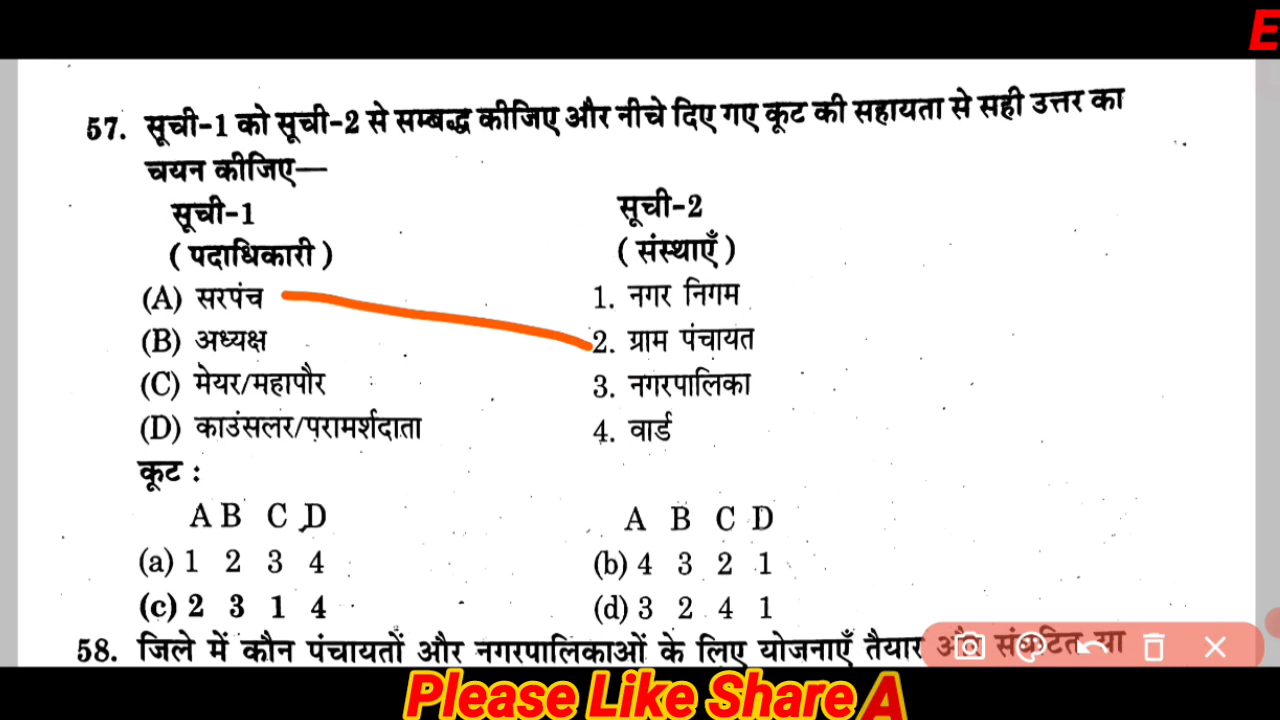 E
57. सूची-1 को सूची-2 से सम्बद्ध कीजिए और नीचे दिए गए कूट की सहायता से सही उत्तर का
चयन कीजिए—
सूची-1 सूची-2
( पदाधिकारी ) ( संस्थाएँ )
(A) सरपंच 1. नगर निगम
(B) अध्यक्ष 2. ग्राम पंचायत
(C) मेयर/महापौर 3. नगरपालिका
(D) काउंसलर/परामर्शदाता 4. वार्ड
कूट :
A B C D A B C D
(a) 1 2 3 4 (b) 4 3 2 1
(c) 2 3 1 4 (d) 3 2 4 1
58. जिले में कौन पंचायतों और नगरपालिकाओं के लिए योजनाएँ तैयार और संघटित या
Please Like Share A